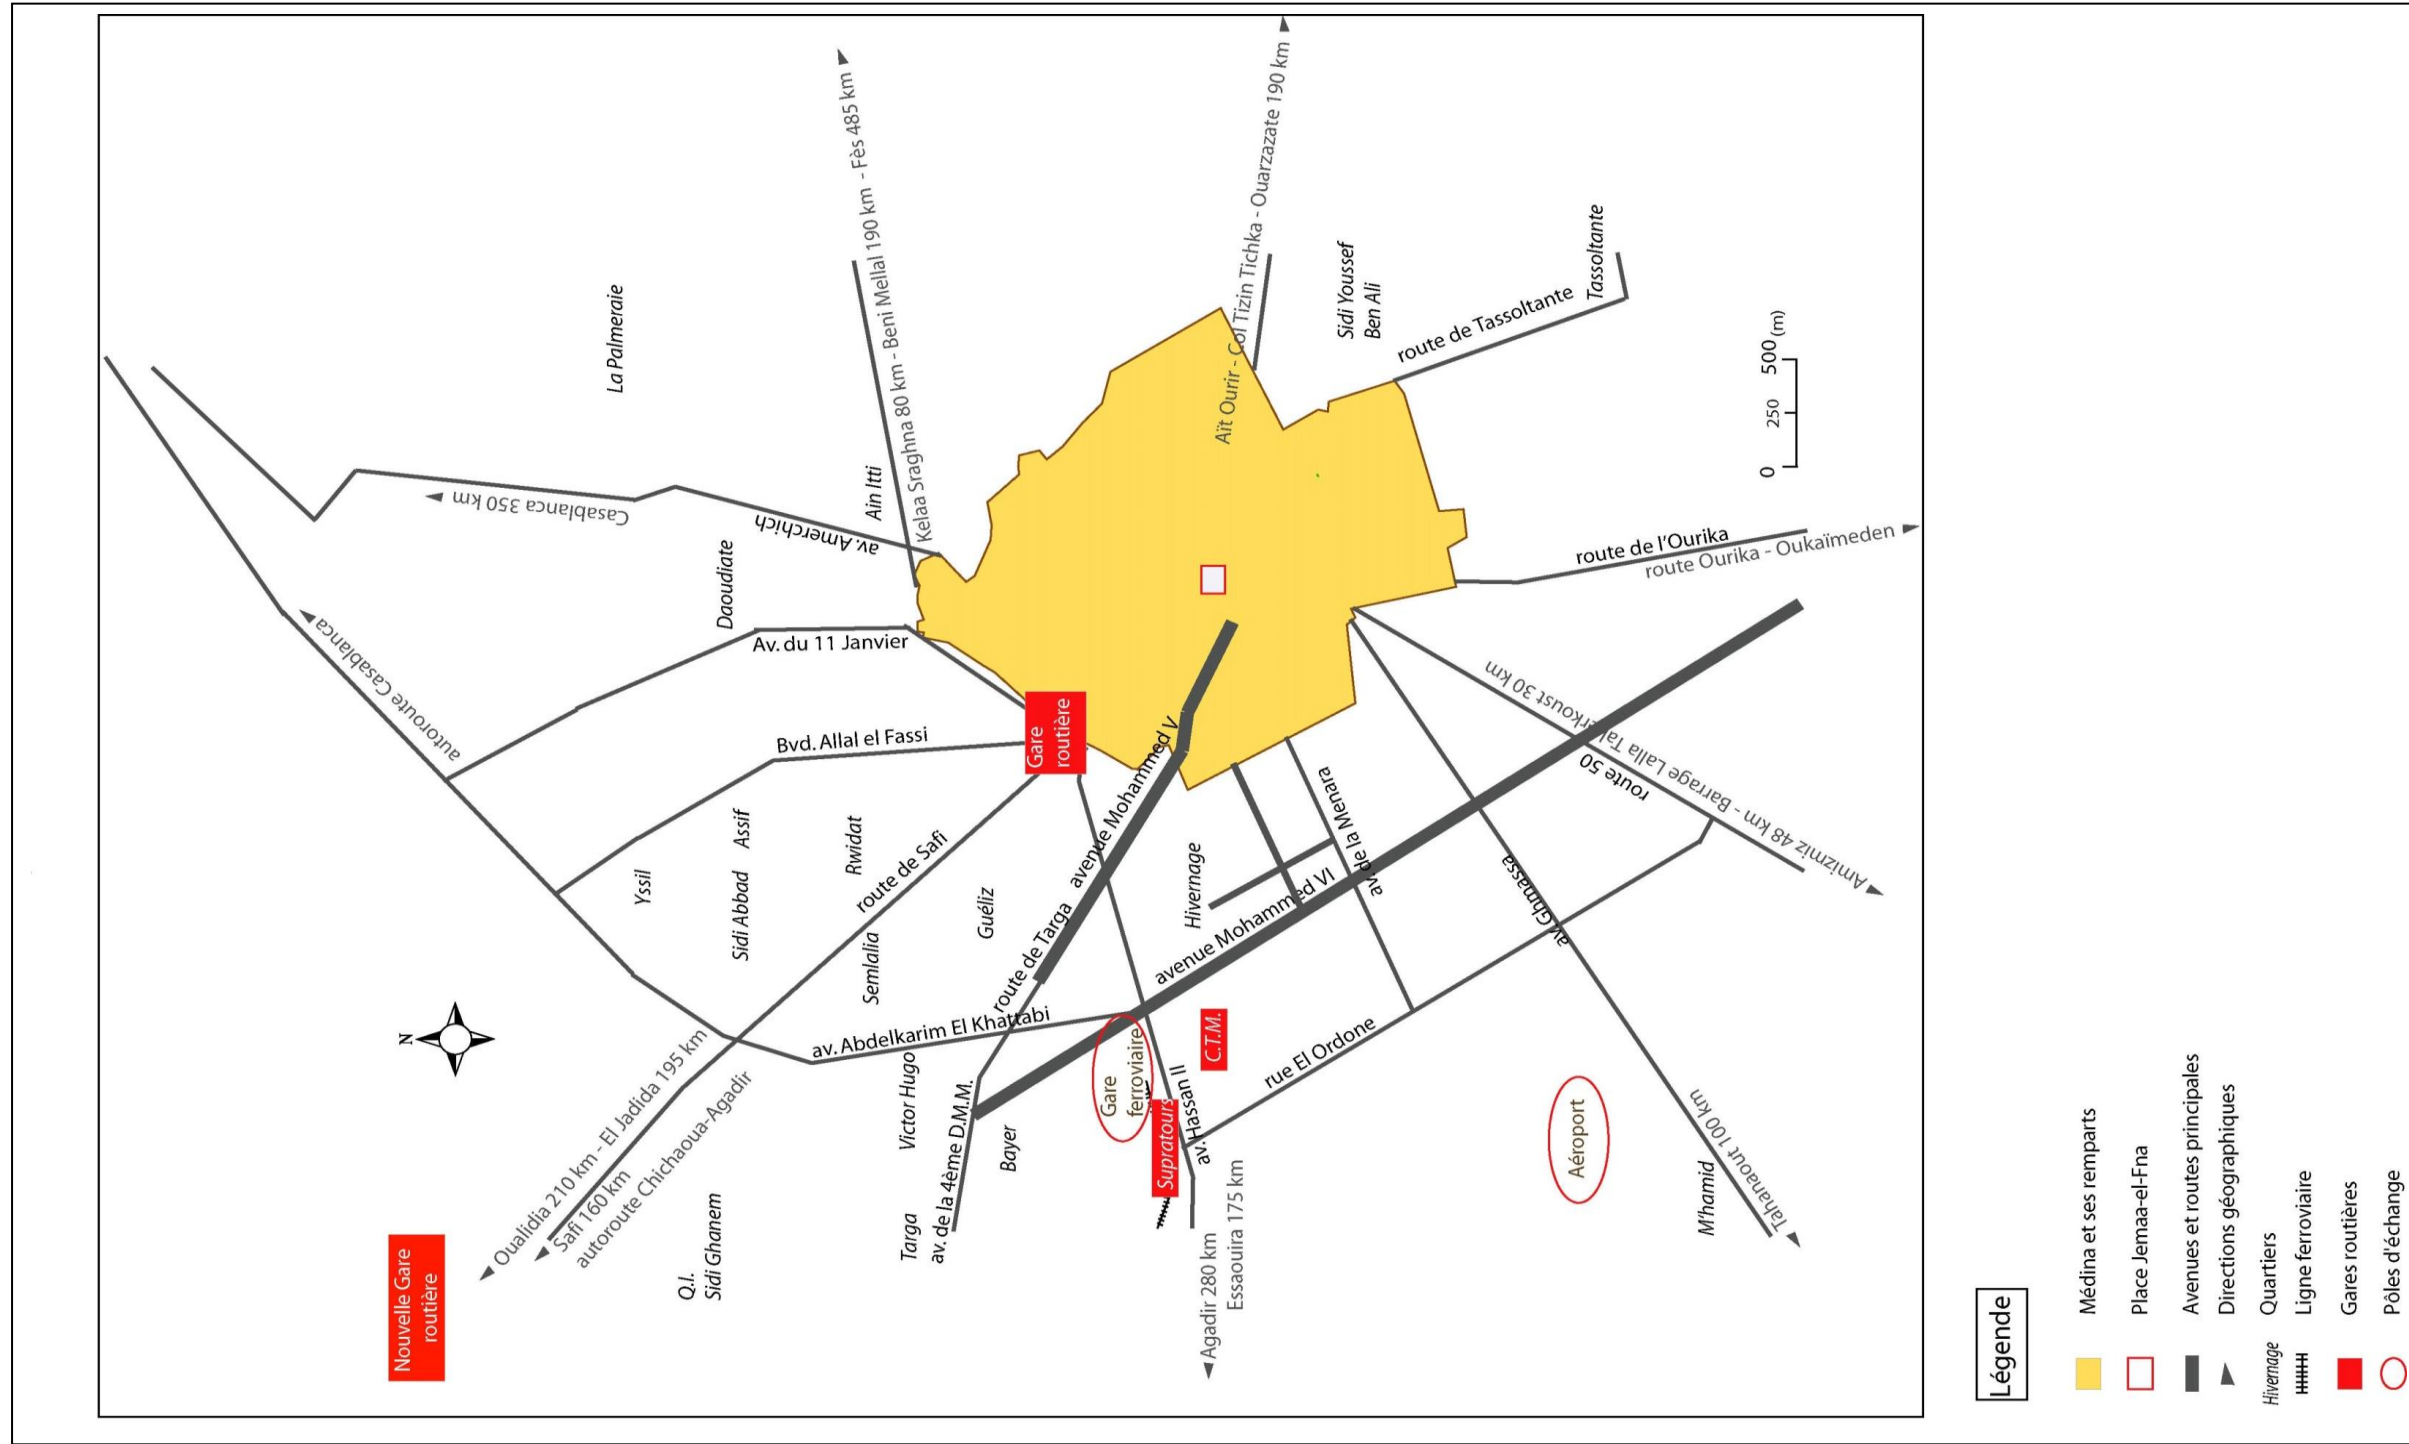 Nouvelle Gare
routière
N
Oualidia 210 km - El Jadida 195 km
Safi 160 km
autoroute Chichaoua-Agadir
Q.I.
Sidi Ghanem
autoroute Casablanca
Casablanca 350 km
La Palmeraie
Daoudiate
av. Amerchich
Ain Itti
Kelaa Sraghna 80 km - Beni Mellal 190 km - Fès 485 km
Av. du 11 Janvier
Bvd. Allal el Fassi
Yssil
Sidi Abbad
Assif
Rwidat
route de Safi
Semlalia
Guéliz
Gare
routière
av. Abdelkarim El Khattabi
Victor Hugo
Targa
av. de la 4ème D.M.M.
Bayer
route de Targa
avenue Mohammed V
Gare
ferroviaire
Supratours
C.T.M.
av. Hassan II
Agadir 280 km
Essaouira 175 km
Hivernage
avenue Mohammed VI
av. de la Menara
rue El Ordone
Aéroport
av. Ghmassa
M'hamid
Tahanaout 100 km
route 50
Amizmiz 48 km - Barrage Lalla Takerkoust 30 km
route de l'Ourika
route Ourika - Oukaïmeden
Aït Ourir - Col Tizin Tichka - Ouarzazate 190 km
Sidi Youssef
Ben Ali
route de Tassoltante
Tassoltante
0 250 500 (m)
Légende
Médina et ses remparts
Place Jemaa-el-Fna
Avenues et routes principales
Directions géographiques
Hivernage Quartiers
Ligne ferroviaire
Gares routières
Pôles d'échange